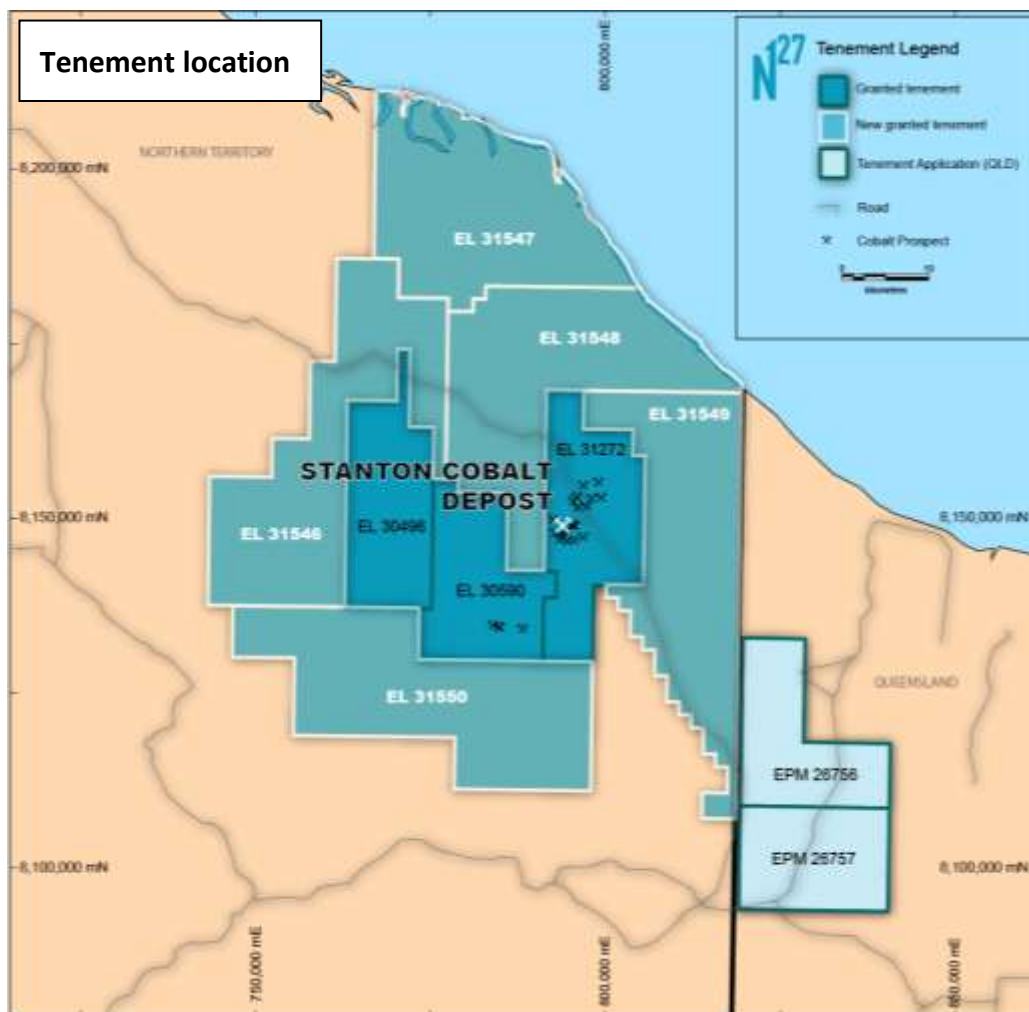 Tenement location
800,000 mE
N27
Tenement Legend
Granted tenement
New granted tenement
Tenement Application (QLD)
Road
Cobalt Prospect
0 10
kilometres
NORTHERN TERRITORY
8,200,000 mN
EL 31547
EL 31548
EL 31549
EL 31272
STANTON COBALT
DEPOST
8,150,000 mN
8,150,000 mN
EL 31546
EL 30496
EL 30590
EL 31550
QUEENSLAND
EPM 26756
EPM 26757
8,100,000 mN
8,100,000 mN
750,000 mE
800,000 mE
850,000 mE